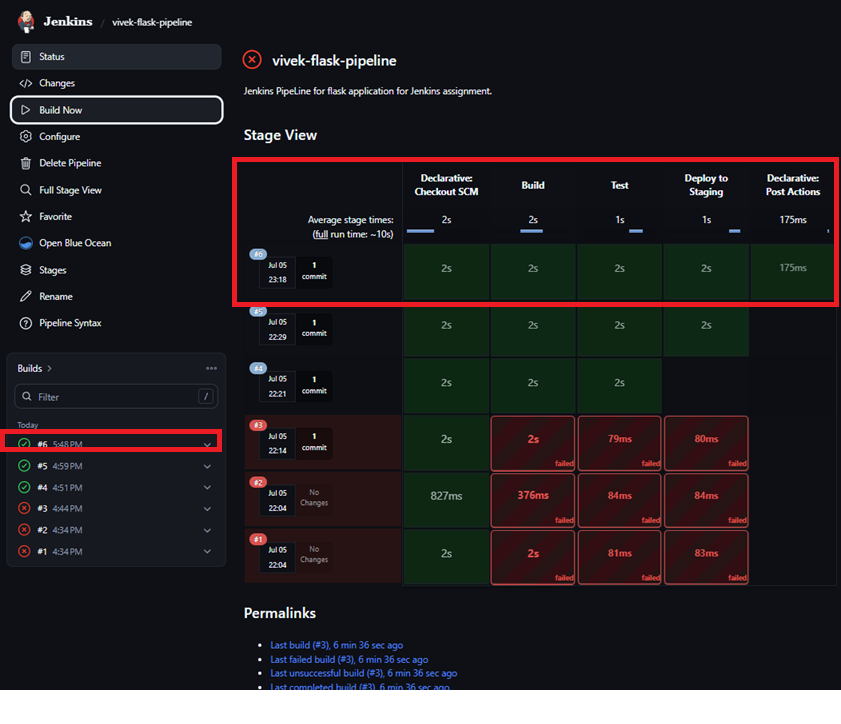 Jenkins / vivek-flask-pipeline
Status
Changes
Build Now
Configure
Delete Pipeline
Full Stage View
Favorite
Open Blue Ocean
Stages
Rename
Pipeline Syntax
Builds
Filter /
Today
#6 5:48 PM
#5 4:59 PM
#4 4:51 PM
#3 4:44 PM
#2 4:34 PM
#1 4:34 PM
vivek-flask-pipeline
Jenkins PipeLine for flask application for Jenkins assignment.
Stage View
Declarative: Checkout SCM
Build
Test
Deploy to Staging
Declarative: Post Actions
Average stage times:
(full run time: ~10s)
2s 2s 1s 1s 175ms
#6
Jul 05 1
23:18 commit
2s 2s 2s 2s 175ms
#5
Jul 05 1
22:29 commit
2s 2s 2s 2s
#4
Jul 05 1
22:21 commit
2s 2s 2s
#3
Jul 05 1
22:14 commit
2s 2s 79ms 80ms
failed failed failed
#2
Jul 05 No
22:04 Changes
827ms 376ms 84ms 84ms
failed failed failed
#1
Jul 05 No
22:04 Changes
2s 2s 81ms 83ms
failed failed failed
Permalinks
Last build (#3), 6 min 36 sec ago
Last failed build (#3), 6 min 36 sec ago
Last unsuccessful build (#3), 6 min 36 sec ago
Last completed build (#3), 6 min 36 sec ago